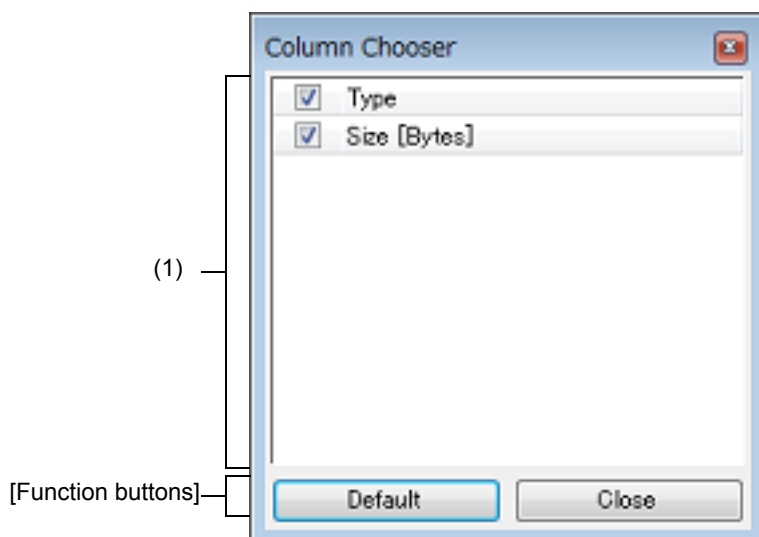 Column Chooser
Type
Size [Bytes]
(1)
[Function buttons]
Default
Close